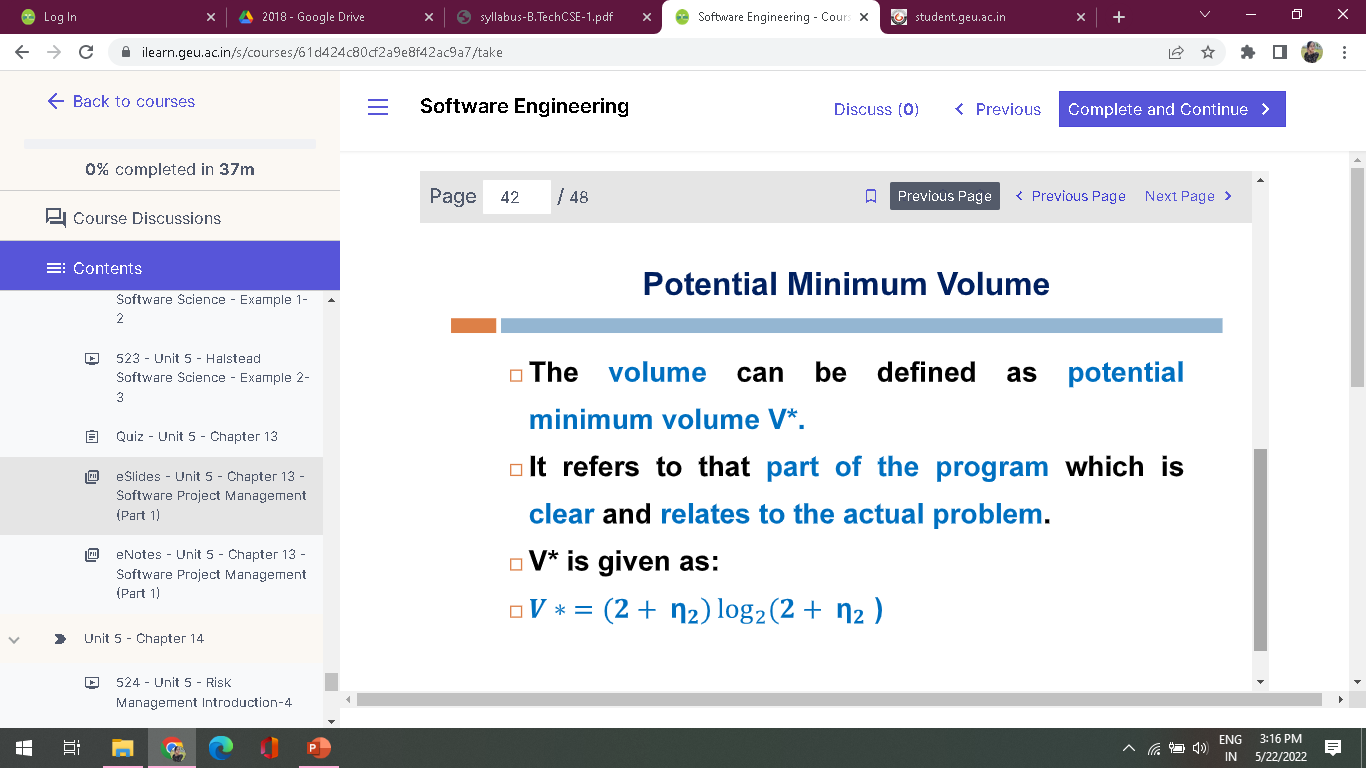 Log In
2018 - Google Drive
syllabus-B.TechCSE-1.pdf
Software Engineering - Cours
student.geu.ac.in
ilearn.geu.ac.in/s/courses/61d424c80cf2a9e8f42ac9a7/take
Back to courses
0% completed in 37m
Course Discussions
Contents
Software Science - Example 1-
2
523 - Unit 5 - Halstead
Software Science - Example 2-
3
Quiz - Unit 5 - Chapter 13
eSlides - Unit 5 - Chapter 13 -
Software Project Management
(Part 1)
eNotes - Unit 5 - Chapter 13 -
Software Project Management
(Part 1)
Unit 5 - Chapter 14
524 - Unit 5 - Risk
Management Introduction-4
Software Engineering
Discuss (0)
Previous
Complete and Continue
Page 42 / 48
Previous Page
Previous Page
Next Page
Potential Minimum Volume
The volume can be defined as potential
minimum volume V*.
It refers to that part of the program which is
clear and relates to the actual problem.
V* is given as:
V * = (2 + η₂) log₂(2 + η₂ )
ENG
IN
3:16 PM
5/22/2022